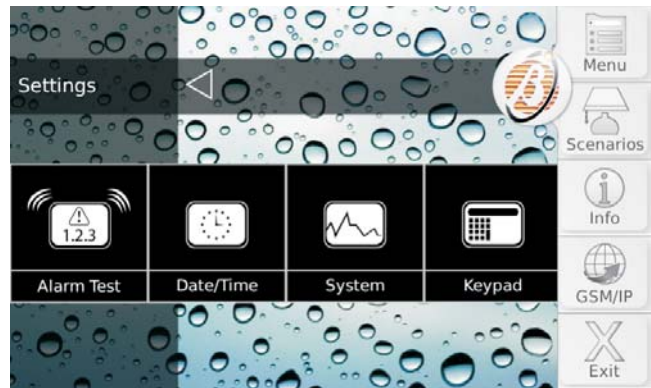 Settings
Menu
Scenarios
Info
GSM/IP
Exit
1.2.3
Alarm Test
Date/Time
System
Keypad